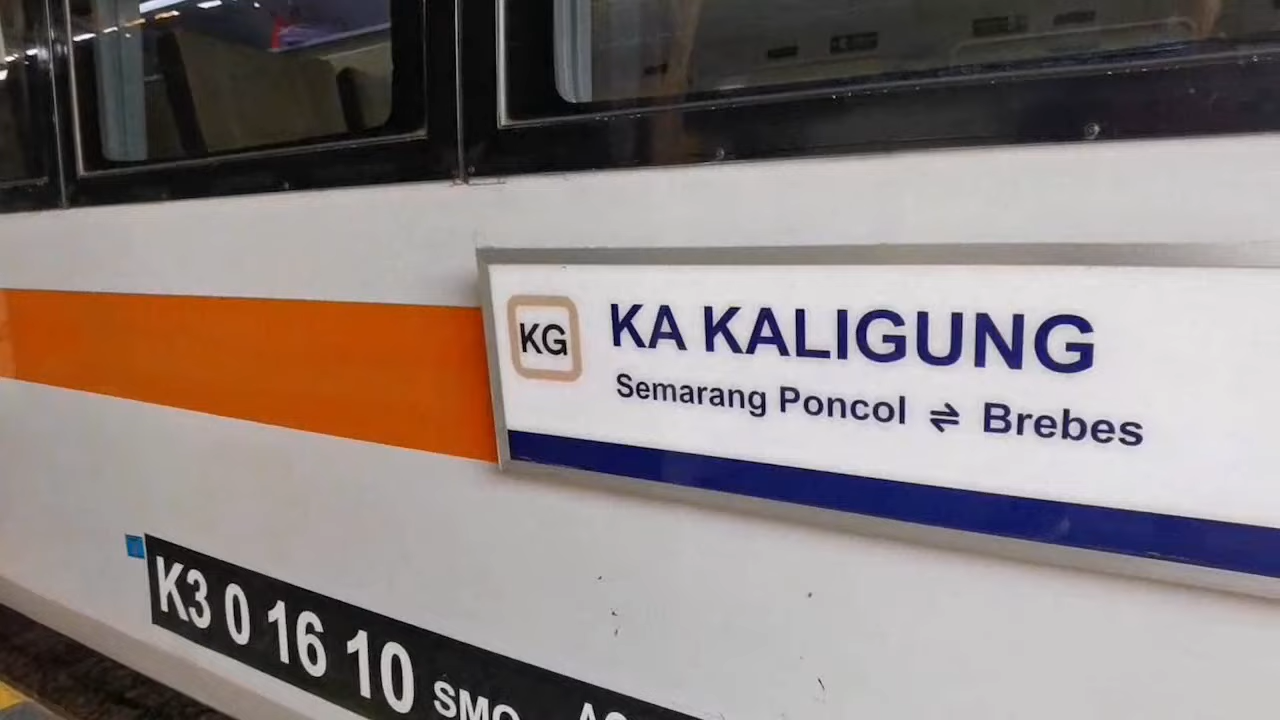 KG
KA KALIGUNG
Semarang Poncol ⇌ Brebes
K3 0 16 10